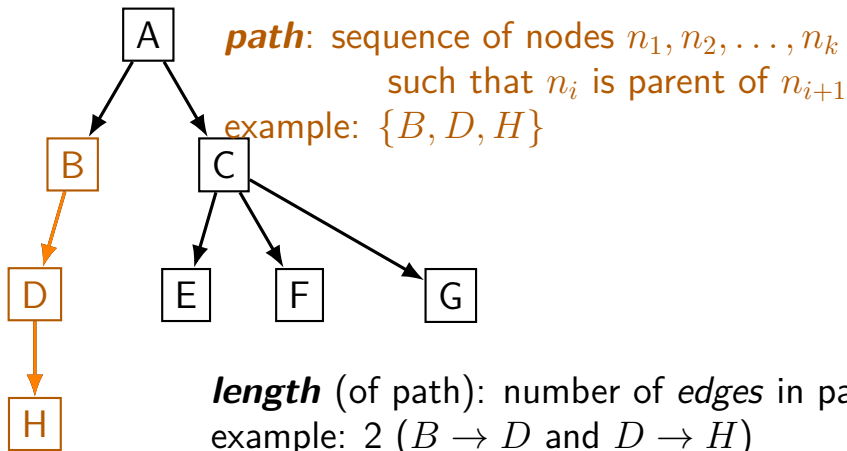 A
path: sequence of nodes n₁, n₂, . . . , nₖ
such that nᵢ is parent of nᵢ₊₁
example: {B, D, H}
B
C
D
E
F
G
length (of path): number of edges in pa
H
example: 2 (B → D and D → H)